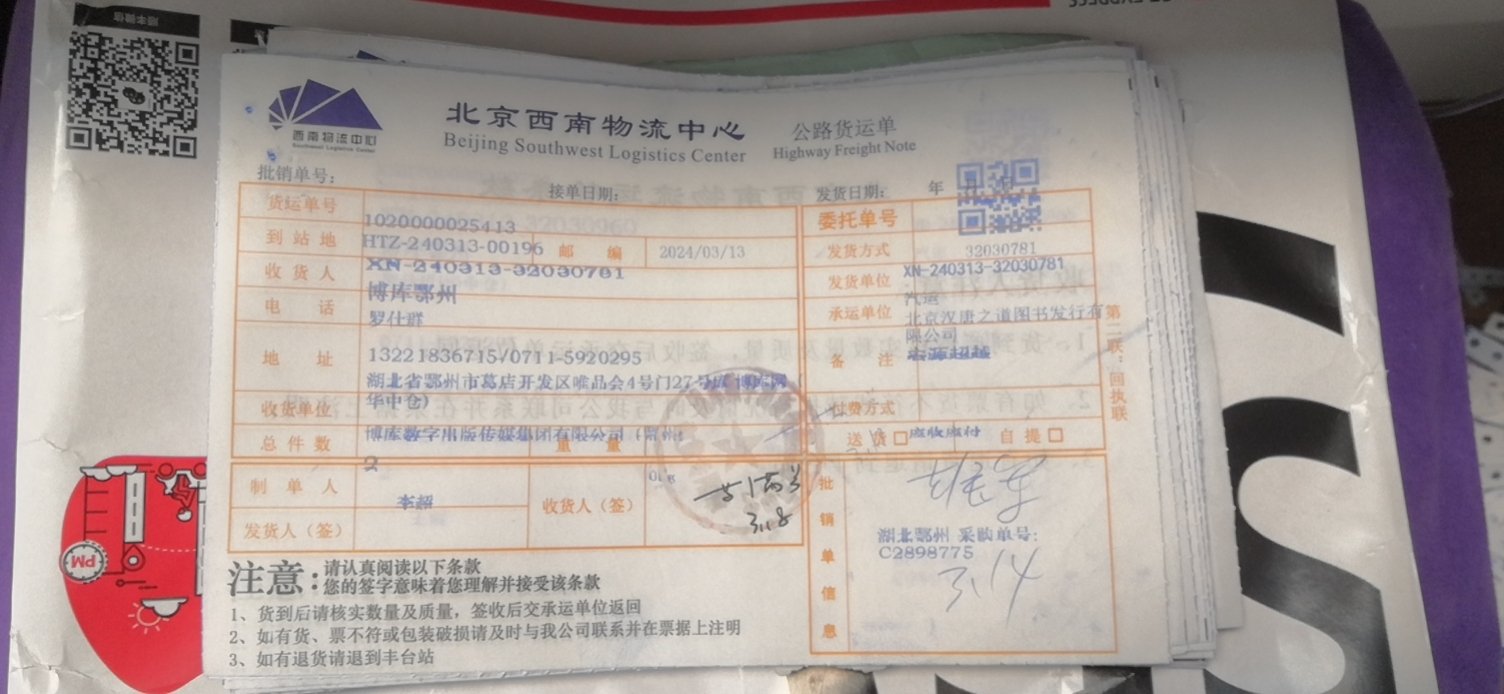 西南物流中心
Southwest Logistics Center
北京西南物流中心
Beijing Southwest Logistics Center
公路货运单
Highway Freight Note
批销单号：
接单日期：
发货日期： 年 月
货运单号 1020000025413
委托单号
到站地 HTZ-240313-00196 邮编 2024/03/13
发货方式 32030781
收货人 XN-240313-32030781
发货单位 XN-240313-32030781
博库鄂州
汽运
电话 罗仕群
承运单位 北京汉唐之道图书发行有
限公司
地址 13221836715/0711-5920295
备注
湖北省鄂州市葛店开发区唯品会4号门27号库 博库网（
华中仓）
收货单位
付费方式
博库数字出版传媒集团有限公司（鄂州
总件数 重量
送货□ 应收应付 自提□
2
制单人 李超
收货人（签）
3.18
发货人（签）
批销单信息
湖北鄂州 采购单号:
C2898775
3.14
第二联：回执联
注意：请认真阅读以下条款
您的签字意味着您理解并接受该条款
1、货到后请核实数量及质量，签收后交承运单位返回
2、如有货、票不符或包装破损请及时与我公司联系并在票据上注明
3、如有退货请退到丰台站
PM